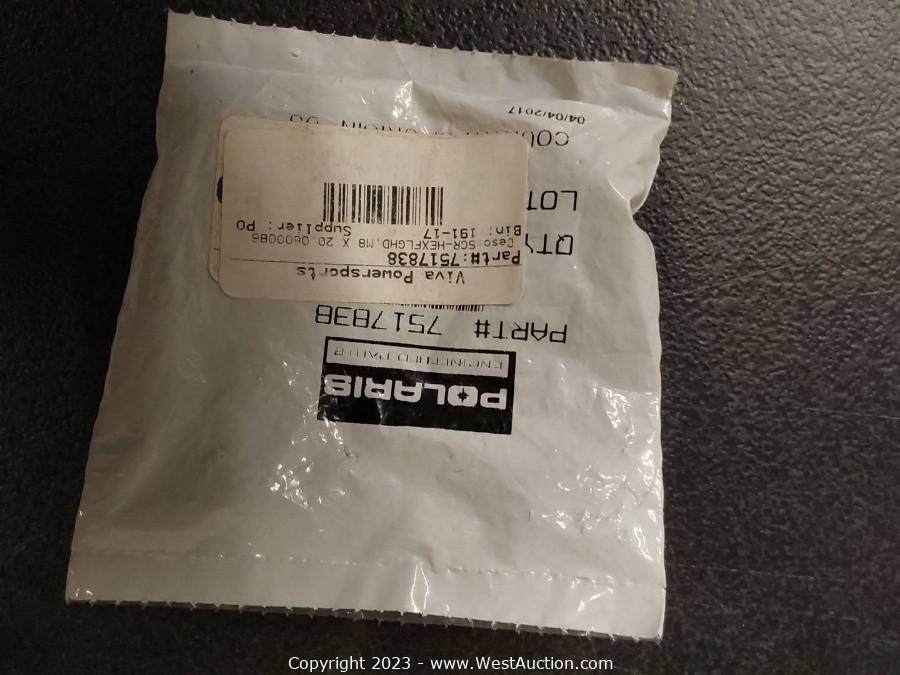 POLARIS
ENGINEERED PARTS
PART# 7517838
Viva Powersports
Part#:7517838
Desc SCR-HEXFLGHD,M8 X 20,0600086
Bin: 191-17 Supplier: PO
QTY
LOT
04/04/2017
Copyright 2023 - www.WestAuction.com